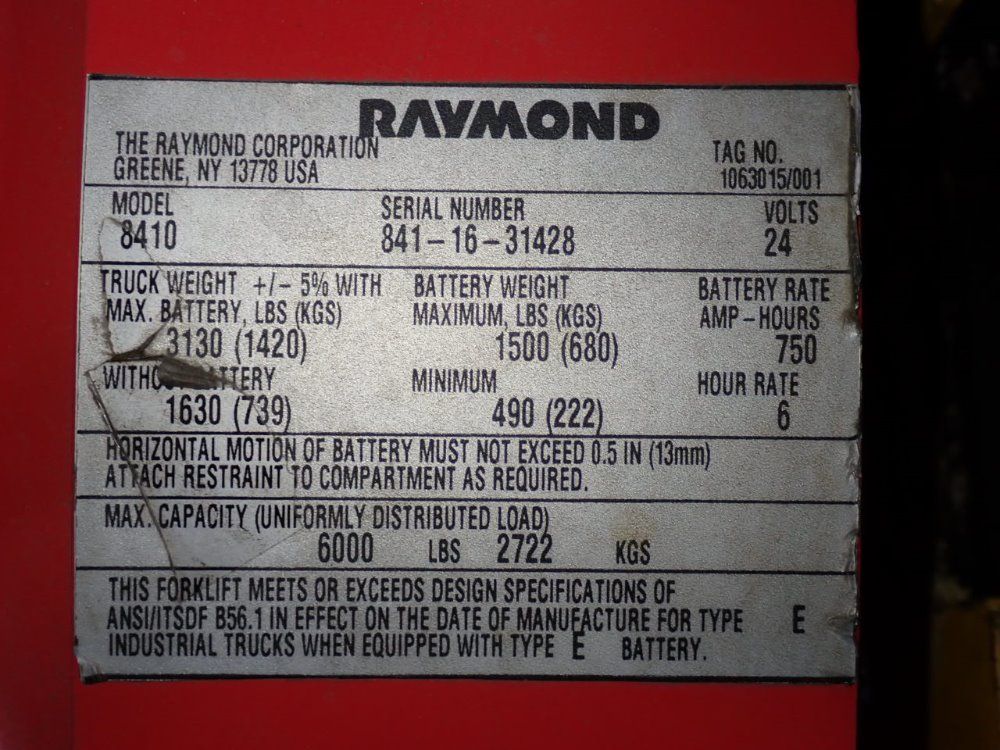 RAYMOND
THE RAYMOND CORPORATION
GREENE, NY 13778 USA
TAG NO.
1063015/001
MODEL
8410
SERIAL NUMBER
841-16-31428
VOLTS
24
TRUCK WEIGHT +/- 5% WITH
MAX. BATTERY, LBS (KGS)
3130 (1420)
BATTERY WEIGHT
MAXIMUM, LBS (KGS)
1500 (680)
BATTERY RATE
AMP-HOURS
750
WITHOUT BATTERY
1630 (739)
MINIMUM
490 (222)
HOUR RATE
6
HORIZONTAL MOTION OF BATTERY MUST NOT EXCEED 0.5 IN (13mm)
ATTACH RESTRAINT TO COMPARTMENT AS REQUIRED.
MAX. CAPACITY (UNIFORMLY DISTRIBUTED LOAD)
6000 LBS 2722 KGS
THIS FORKLIFT MEETS OR EXCEEDS DESIGN SPECIFICATIONS OF
ANSI/ITSDF B56.1 IN EFFECT ON THE DATE OF MANUFACTURE FOR TYPE E
INDUSTRIAL TRUCKS WHEN EQUIPPED WITH TYPE E BATTERY.